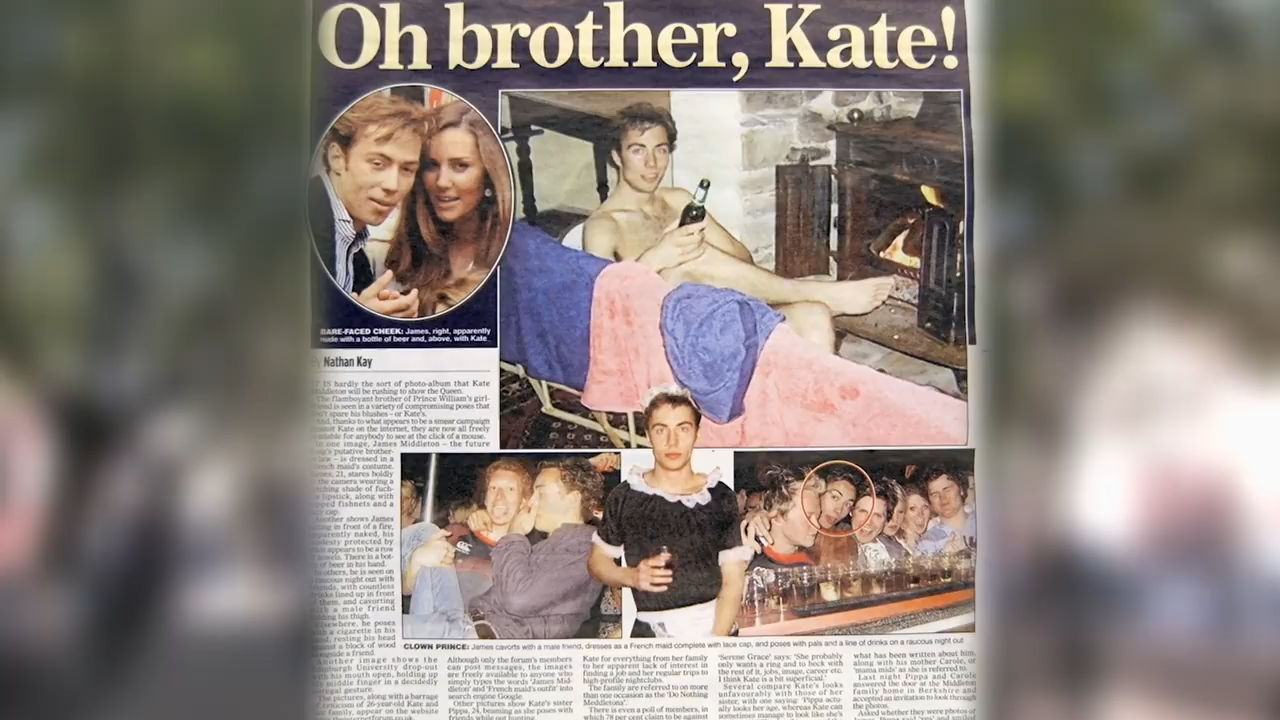 Oh brother, Kate!
BARE-FACED CHEEK: James, right, apparently
nude with a bottle of beer and, above, with Kate
By Nathan Kay
IT IS hardly the sort of photo-album that Kate
Middleton will be rushing to show the Queen.
The flamboyant brother of Prince William's girl-
friend is seen in a variety of compromising poses that
don't spare his blushes – or Kate's.
And, thanks to what appears to be a smear campaign
against Kate on the internet, they are now all freely
available for anybody to see at the click of a mouse.
In one image, James Middleton – the future
king's putative brother-
in-law – is dressed in a
French maid's costume.
James, 21, stares boldly
the camera wearing a
shade of fuch-
lipstick, along with
ripped fishnets and a
cap.
Another shows James
in front of a fire,
apparently naked, his
modesty protected by
what appears to be a row
of towels. There is a bot-
of beer in his hand.
others, he is seen on
raucous night out with
friends, with countless
drinks lined up in front
of them, and cavorting
with a male friend
his thigh.
Elsewhere, he poses
with a cigarette in his
hand, resting his head
against a block of wood
alongside a friend.
Another image shows the
Edinburgh University drop-out
with his mouth open, holding up
middle finger in a decidedly
gesture.
The pictures, along with a barrage
of criticism of 26-year-old Kate and
family, appear on the website
theinternetforum.co.uk.
CLOWN PRINCE: James cavorts with a male friend, dresses as a French maid complete with lace cap, and poses with pals and a line of drinks on a raucous night out
Although only the forum's members
can post messages, the images
are freely available to anyone who
simply types the words 'James Mid-
dleton' and 'French maid's outfit' into
search engine Google.
Other pictures show Kate's sister
Pippa, 24, beaming as she poses with
friends while out hunting
Kate for everything from her family
to her apparent lack of interest in
finding a job and her regular trips to
high-profile nightclubs.
The family are referred to on more
than one occasion as the 'Do Nothing
Middletons'.
There is even a poll of members, in
which 78 per cent claim to be against
'Serene Grace' says: 'She probably
only wants a ring and to beck with
the rest of it, jobs, image, career etc.
I think Kate is a bit superficial.'
Several compare Kate's looks
unfavourably with those of her
sister, with one saying: 'Pippa actu-
ally looks her age, whereas Kate can
sometimes manage to look like she's
what has been written about him,
along with his mother Carole, or
'mama mids' as she is referred to.
Last night Pippa and Carole
answered the door at the Middleton
family home in Berkshire and
accepted an invitation to look through
the photos.
Asked whether they were photos of